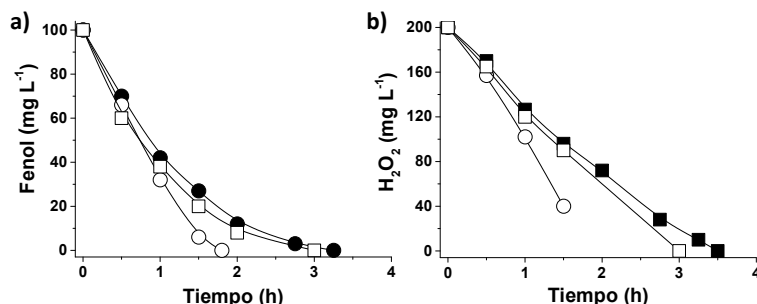 a)
100
80
60
40
20
0
Fenol (mg L⁻¹)
0 1 2 3 4
Tiempo (h)
b)
200
160
120
80
40
0
H₂O₂ (mg L⁻¹)
0 1 2 3 4
Tiempo (h)